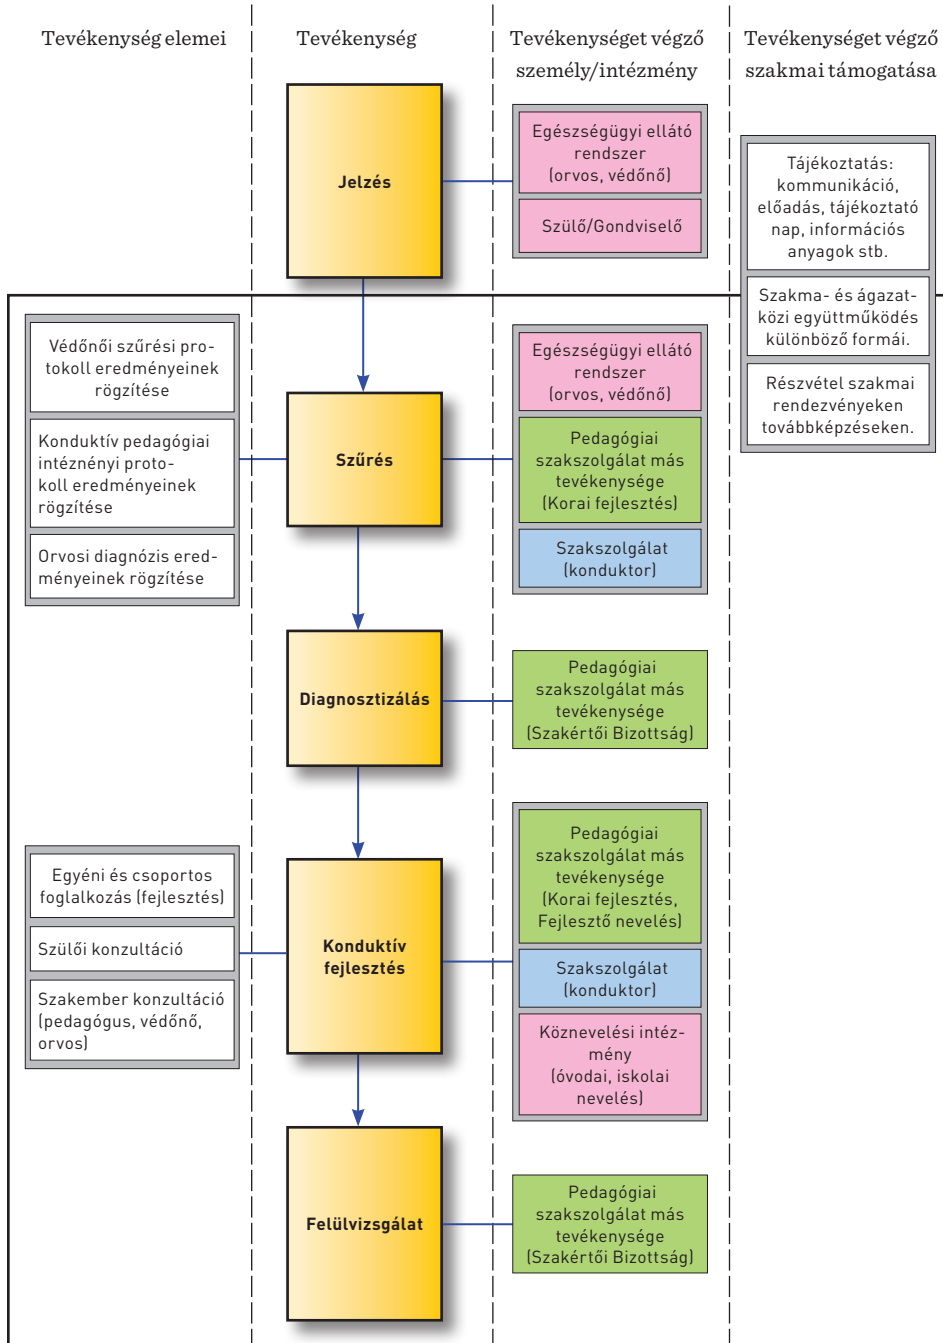 Tevékenység elemei
Tevékenység
Tevékenységet végző
személy/intézmény
Tevékenységet végző
szakmai támogatása
Jelzés
Egészségügyi ellátó
rendszer
(orvos, védőnő)
Szülő/Gondviselő
Tájékoztatás:
kommunikáció,
előadás, tájékoztató
nap, információs
anyagok stb.
Szakma- és ágazat-
közi együttműködés
különböző formái.
Részvétel szakmai
rendezvényeken
továbbképzéseken.
Védőnői szűrési pro-
tokoll eredményeinek
rögzítése
Konduktív pedagógiai
intéznényi proto-
koll eredményeinek
rögzítése
Orvosi diagnózis ered-
ményeinek rögzítése
Szűrés
Egészségügyi ellátó
rendszer
(orvos, védőnő)
Pedagógiai
szakszolgálat más
tevékenysége
(Korai fejlesztés)
Szakszolgálat
(konduktor)
Diagnosztizálás
Pedagógiai
szakszolgálat más
tevékenysége
(Szakértői Bizottság)
Egyéni és csoportos
foglalkozás (fejlesztés)
Szülői konzultáció
Szakember konzultáció
(pedagógus, védőnő,
orvos)
Konduktív
fejlesztés
Pedagógiai
szakszolgálat más
tevékenysége
(Korai fejlesztés,
Fejlesztő nevelés)
Szakszolgálat
(konduktor)
Köznevelési intéz-
mény
(óvodai, iskolai
nevelés)
Felülvizsgálat
Pedagógiai
szakszolgálat más
tevékenysége
(Szakértői Bizottság)